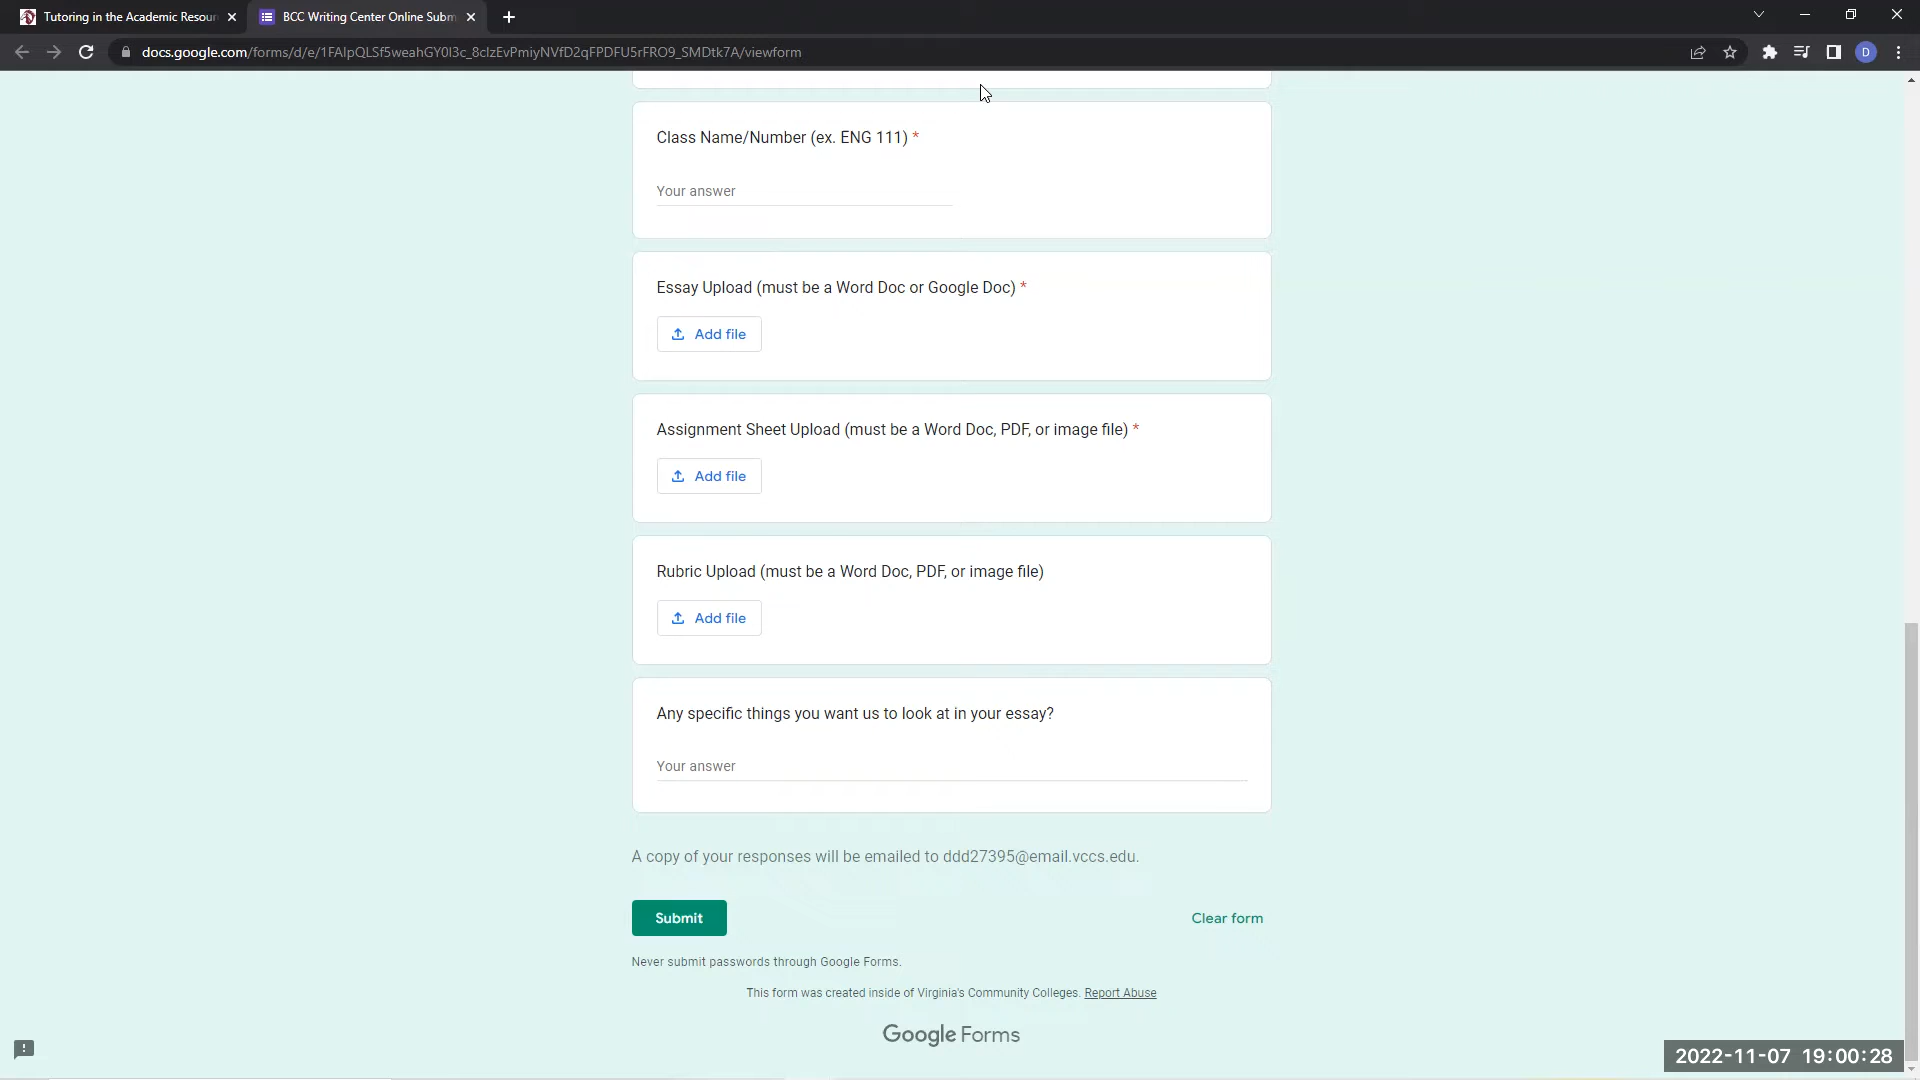 Tutoring in the Academic Resour
BCC Writing Center Online Subm
docs.google.com/forms/d/e/1FAIpQLSf5weahGY0I3c_8cIzEvPmiyNVfD2qFPDFU5rFRO9_SMDtk7A/viewform
D
Class Name/Number (ex. ENG 111) *
Your answer
Essay Upload (must be a Word Doc or Google Doc) *
Add file
Assignment Sheet Upload (must be a Word Doc, PDF, or image file) *
Add file
Rubric Upload (must be a Word Doc, PDF, or image file)
Add file
Any specific things you want us to look at in your essay?
Your answer
A copy of your responses will be emailed to ddd27395@email.vccs.edu.
Submit
Clear form
Never submit passwords through Google Forms.
This form was created inside of Virginia's Community Colleges. Report Abuse
Google Forms
2022-11-07 19:00:28